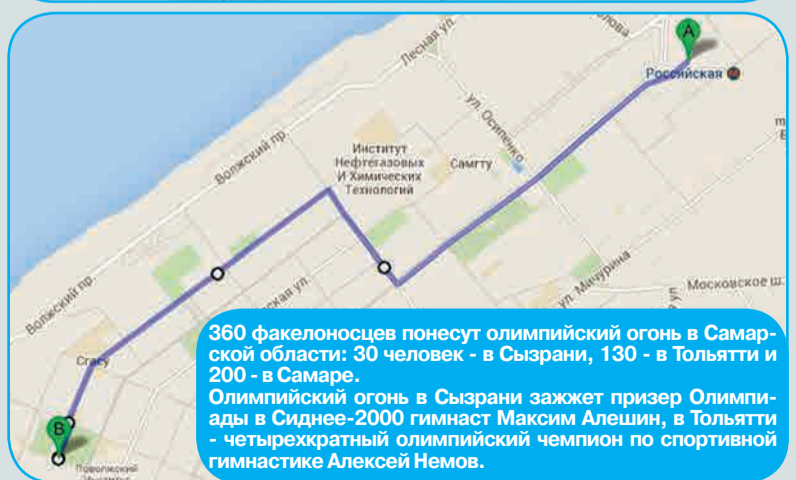 Лесная ул.
A
Российская
Волжский пр.
ул. Осипенко
Институт
Нефтегазовых
И Химических
Технологий
Самгту
ул. Мичурина
Московское ш.
Волжский пр.
Сгасу
B
Поволжский
Институт
360 факелоносцев понесут олимпийский огонь в Самар-
ской области: 30 человек - в Сызрани, 130 - в Тольятти и
200 - в Самаре.
Олимпийский огонь в Сызрани зажжет призер Олимпи-
ады в Сиднее-2000 гимнаст Максим Алешин, в Тольятти
- четырехкратный олимпийский чемпион по спортивной
гимнастике Алексей Немов.